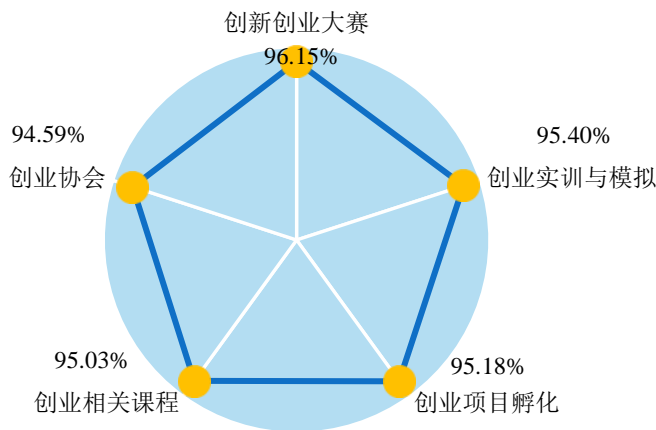 创新创业大赛
96.15%
94.59%
创业协会
95.40%
创业实训与模拟
95.03%
创业相关课程
95.18%
创业项目孵化